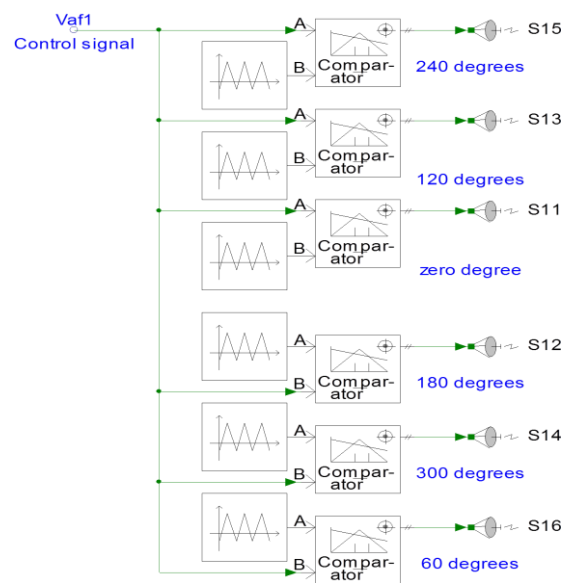 Vaf1
Control signal
A
B
Compar-
ator
S15
240 degrees
A
B
Compar-
ator
S13
120 degrees
A
B
Compar-
ator
S11
zero degree
A
B
Compar-
ator
S12
180 degrees
A
B
Compar-
ator
S14
300 degrees
A
B
Compar-
ator
S16
60 degrees